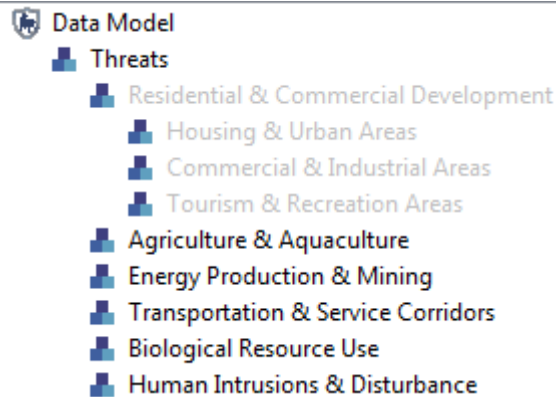 Data Model
Threats
Residential & Commercial Development
Housing & Urban Areas
Commercial & Industrial Areas
Tourism & Recreation Areas
Agriculture & Aquaculture
Energy Production & Mining
Transportation & Service Corridors
Biological Resource Use
Human Intrusions & Disturbance